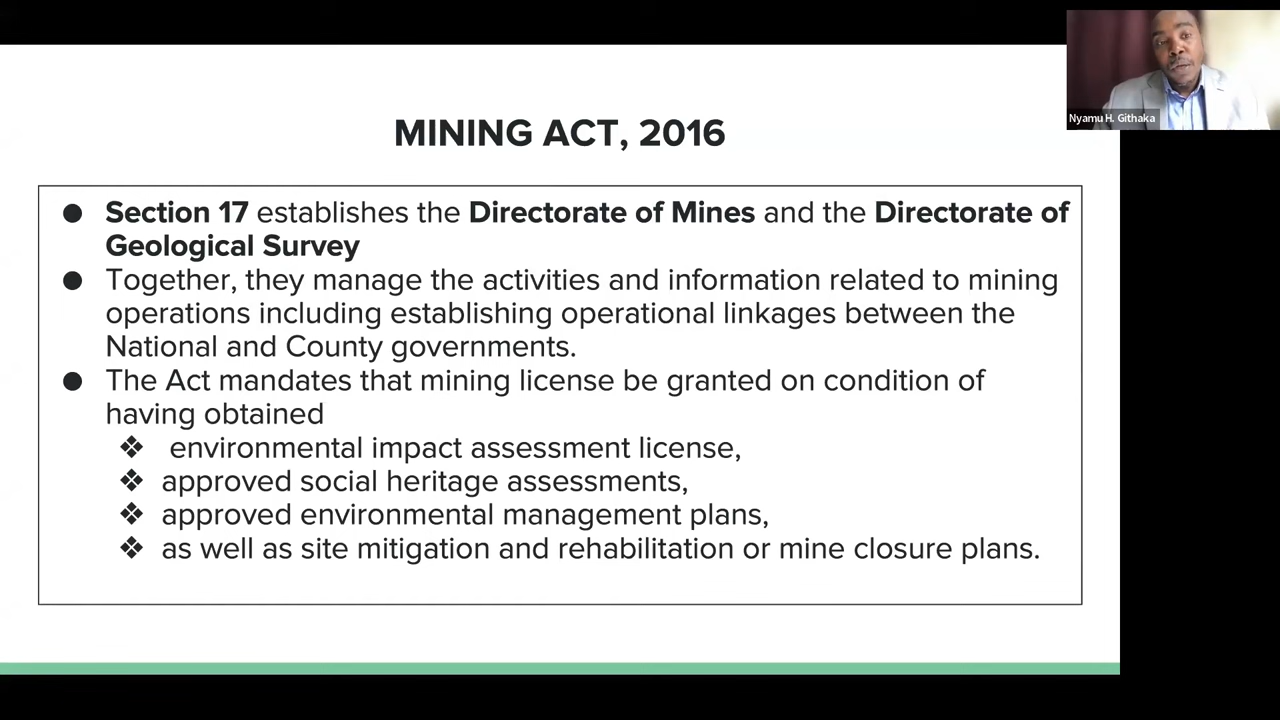 MINING ACT, 2016
Nyamu H. Githaka
● Section 17 establishes the Directorate of Mines and the Directorate of
Geological Survey
● Together, they manage the activities and information related to mining
operations including establishing operational linkages between the
National and County governments.
● The Act mandates that mining license be granted on condition of
having obtained
❖ environmental impact assessment license,
❖ approved social heritage assessments,
❖ approved environmental management plans,
❖ as well as site mitigation and rehabilitation or mine closure plans.